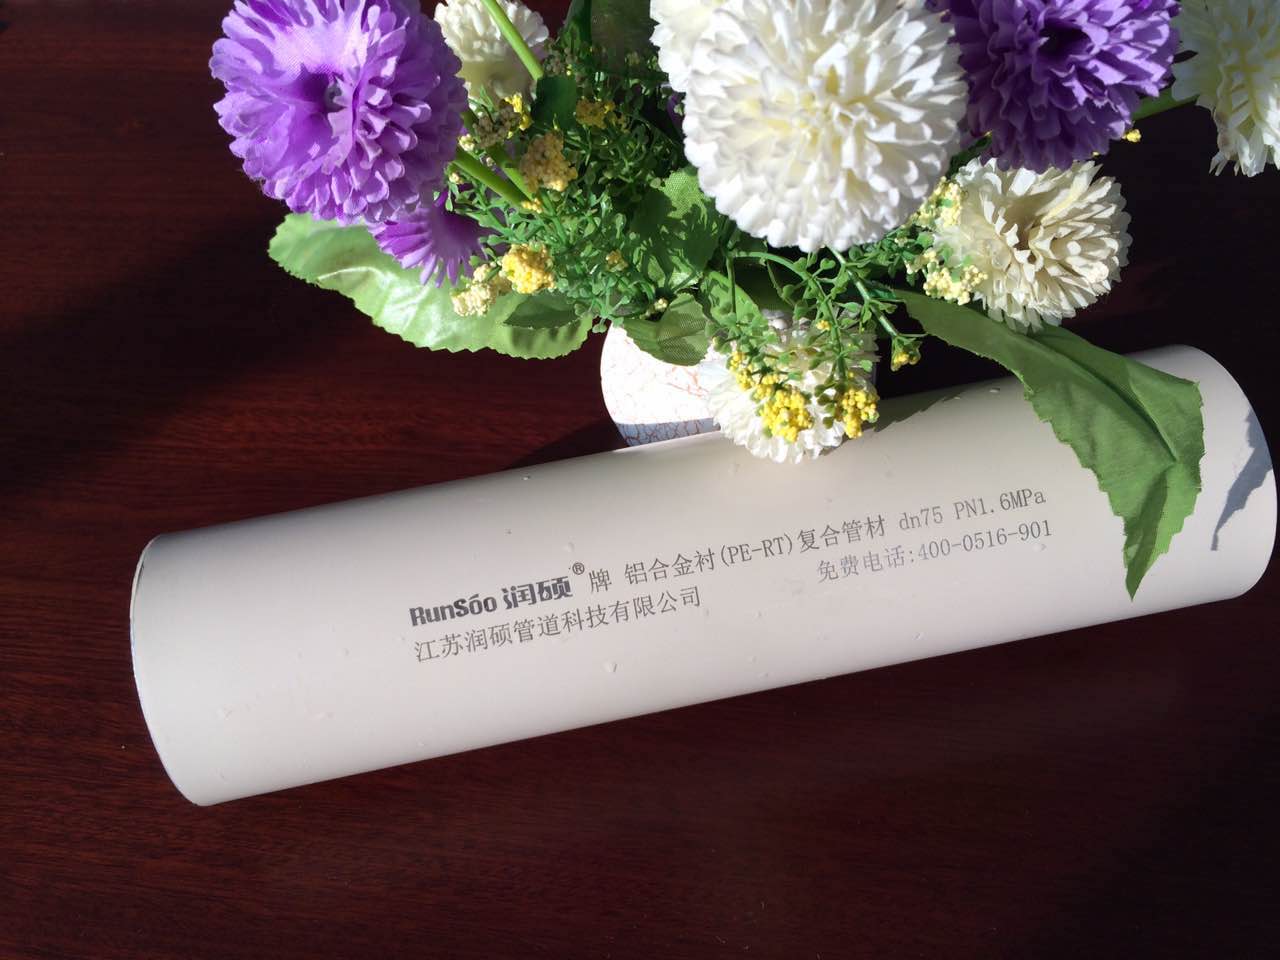 RunSóo 润硕® 牌 铝合金衬(PE-RT)复合管材 dn75 PN1.6MPa
江苏润硕管道科技有限公司 免费电话:400-0516-901